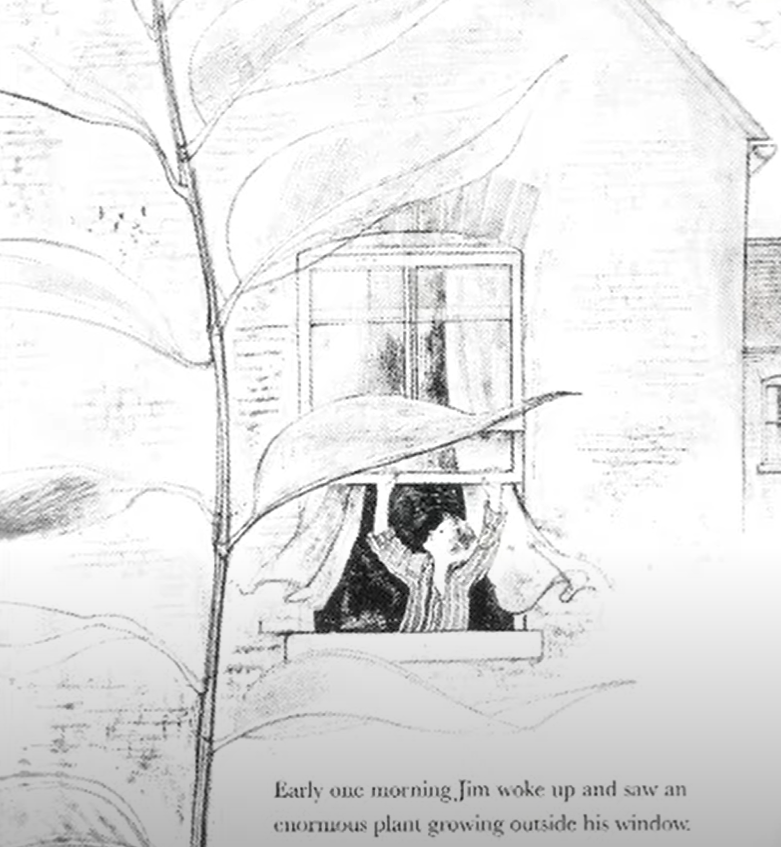 Early one morning Jim woke up and saw an
enormous plant growing outside his window.